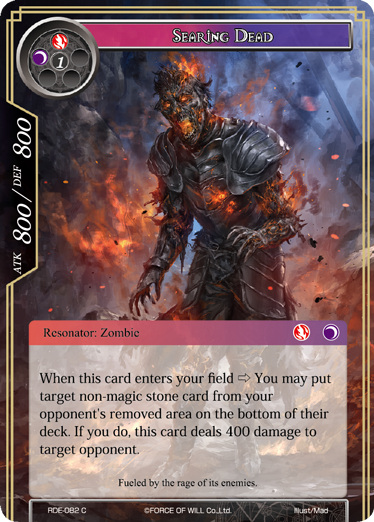 Searing Dead
1
ATK 800 / DEF 800
Resonator: Zombie
When this card enters your field ⇨ You may put
target non-magic stone card from your
opponent's removed area on the bottom of their
deck. If you do, this card deals 400 damage to
target opponent.
Fueled by the rage of its enemies.
RDE-082 C ©FORCE OF WILL Co.,Ltd. Illust/Mad